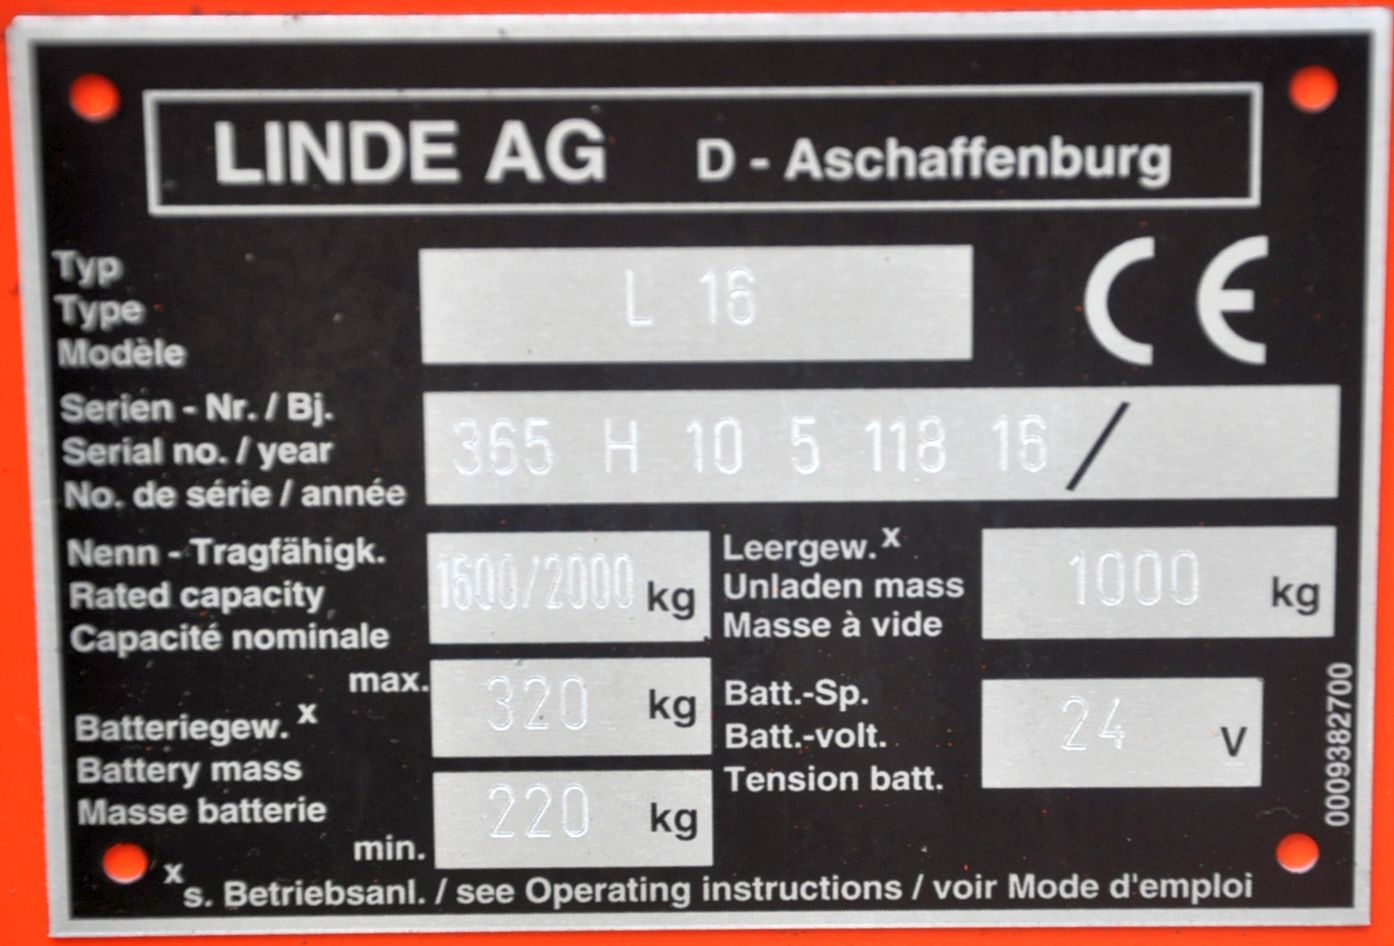 LINDE AG D - Aschaffenburg
Typ
Type
Modèle
L 16
CE
Serien - Nr. / Bj.
Serial no. / year
No. de série / année
365 H 10 5 118 16 /
Nenn - Tragfähigk.
Rated capacity
Capacité nominale
1600/2000 kg
Leergew. x
Unladen mass
Masse à vide
1000 kg
max.
Batteriegew. x
Battery mass
Masse batterie
min.
320 kg
220 kg
Batt.-Sp.
Batt.-volt.
Tension batt.
24 V
0009382700
x s. Betriebsanl. / see Operating instructions / voir Mode d'emploi